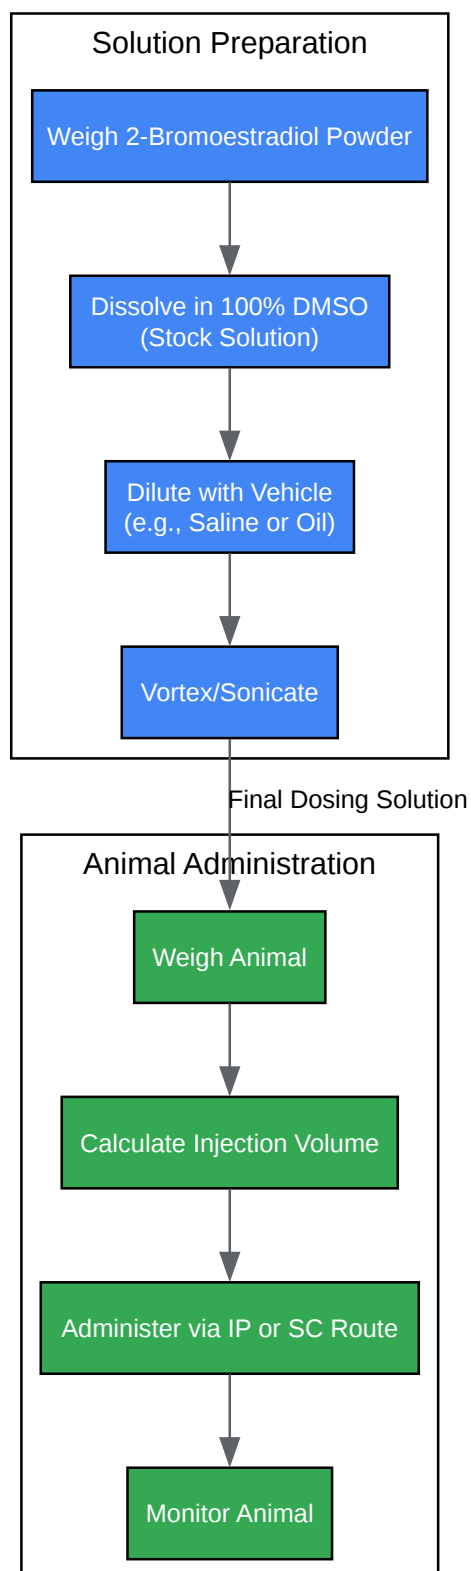 Solution Preparation
Weigh 2-Bromoestradiol Powder
Dissolve in 100% DMSO
(Stock Solution)
Dilute with Vehicle
(e.g., Saline or Oil)
Vortex/Sonicate
Final Dosing Solution
Animal Administration
Weigh Animal
Calculate Injection Volume
Administer via IP or SC Route
Monitor Animal